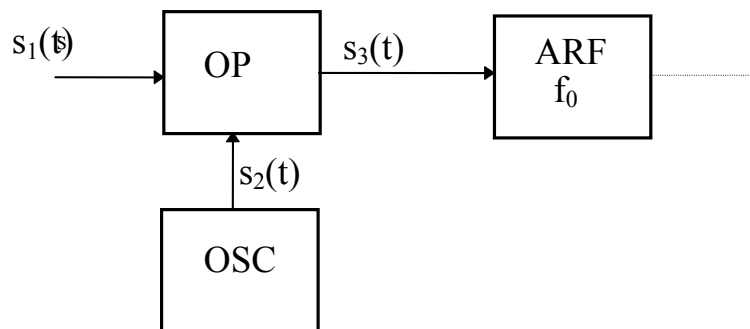 s₁(t)
OP
s₃(t)
ARF
f₀
s₂(t)
OSC